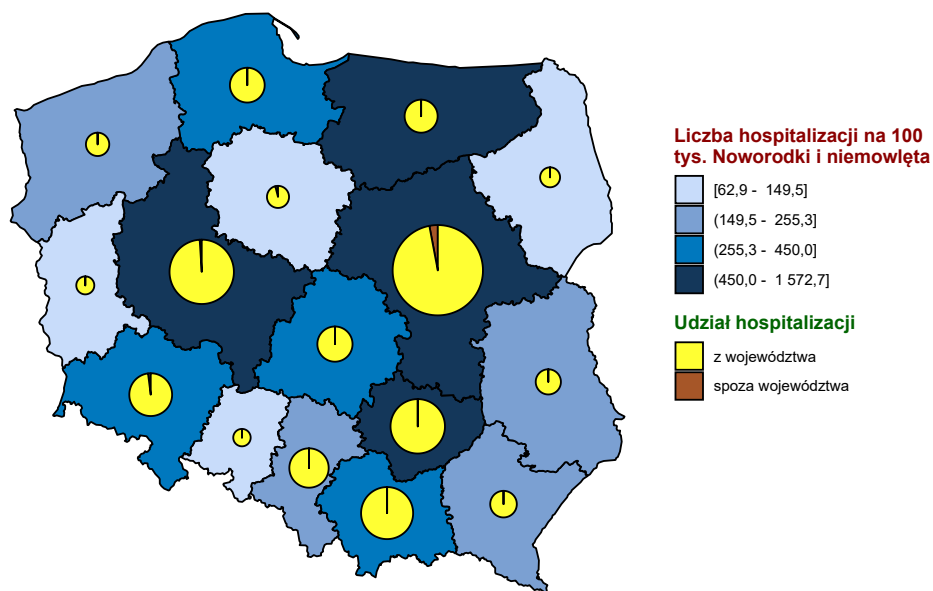 Liczba hospitalizacji na 100
tys. Noworodki i niemowlęta
[62,9 - 149,5]
(149,5 - 255,3]
(255,3 - 450,0]
(450,0 - 1 572,7]
Udział hospitalizacji
z województwa
spoza województwa